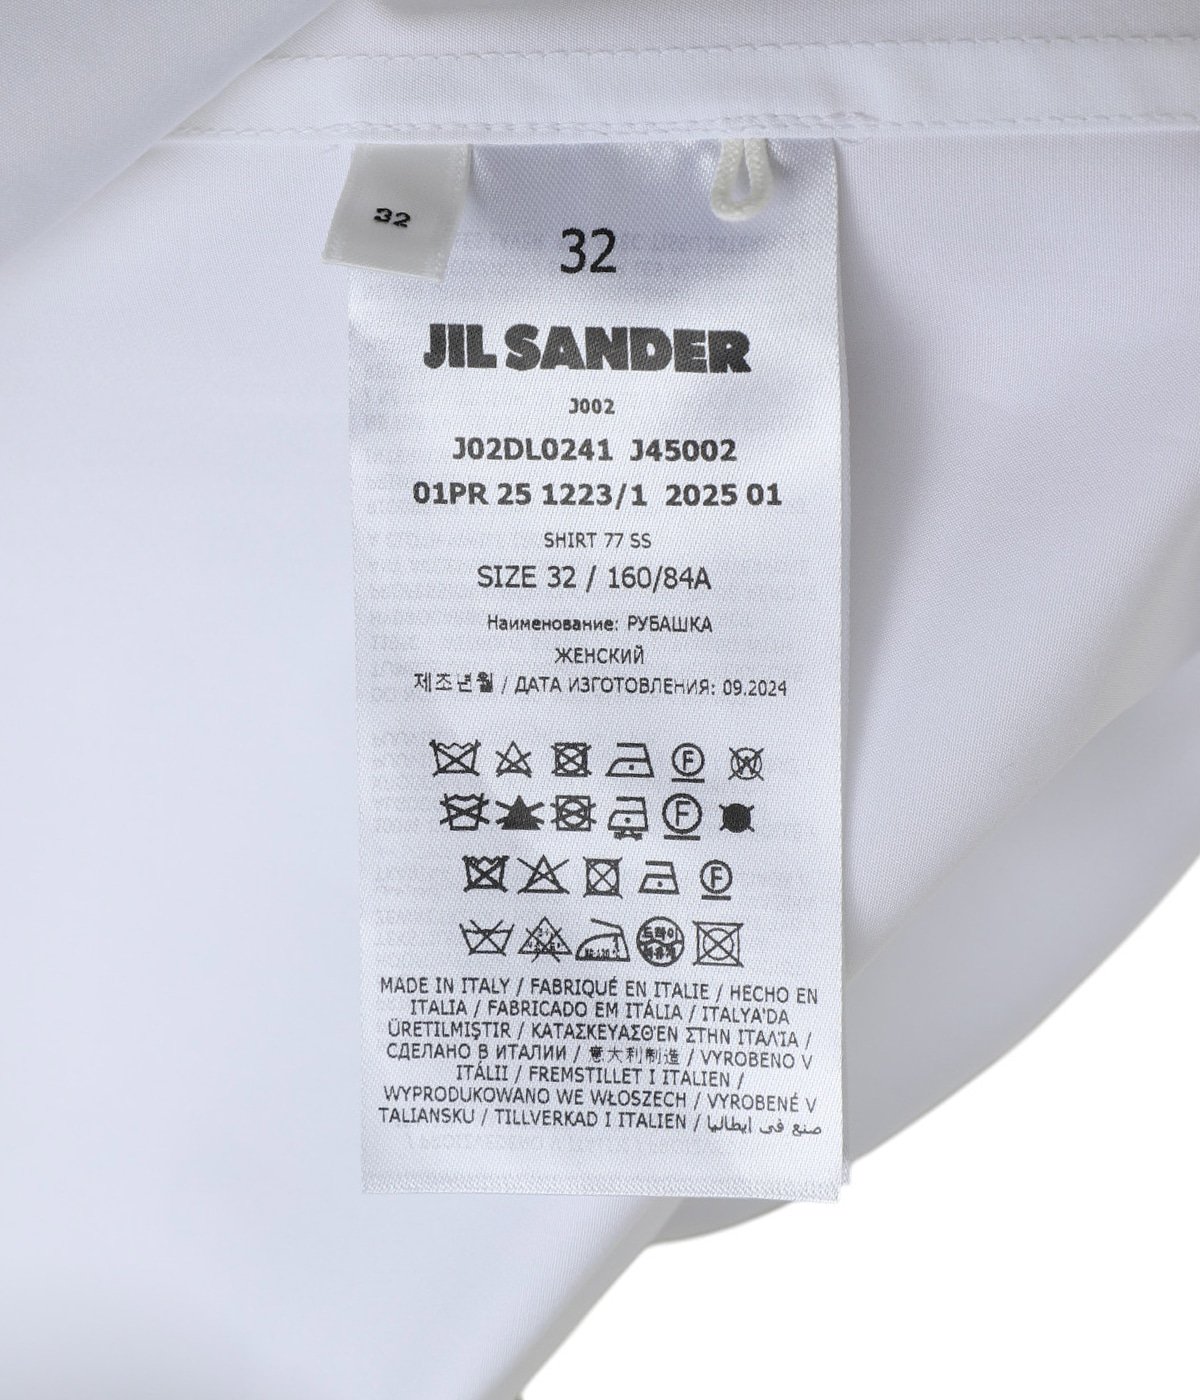 32
32
JIL SANDER
J002
J02DL0241 J45002
01PR 25 1223/1 2025 01
SHIRT 77 SS
SIZE 32 / 160/84A
Наименование: РУБАШКА
ЖЕНСКИЙ
제조년월 / ДАТА ИЗГОТОВЛЕНИЯ: 09.2024
F W
F
F
드라이
MADE IN ITALY / FABRIQUÉ EN ITALIE / HECHO EN
ITALIA / FABRICADO EM ITÁLIA / ITALYA'DA
ÜRETILMIŞTIR / ΚΑΤΑΣΚΕΥΑΣΘΈΝ ΣΤΗΝ ΙΤΑΛΊΑ /
СДЕЛАНО В ИТАЛИИ / 意大利制造 / VYROBENO V
ITÁLII / FREMSTILLET I ITALIEN /
WYPRODUKOWANO WE WŁOSZECH / VYROBENÉ V
TALIANSKU / TILLVERKAD I ITALIEN / صنع في ايطاليا